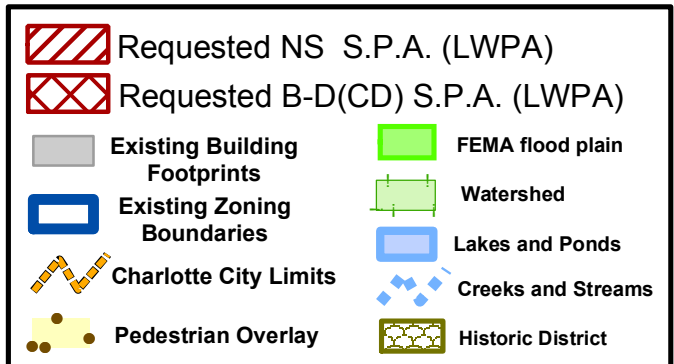 Requested NS S.P.A. (LWPA)
Requested B-D(CD) S.P.A. (LWPA)
Existing Building
Footprints
Existing Zoning
Boundaries
Charlotte City Limits
Pedestrian Overlay
FEMA flood plain
Watershed
Lakes and Ponds
Creeks and Streams
Historic District